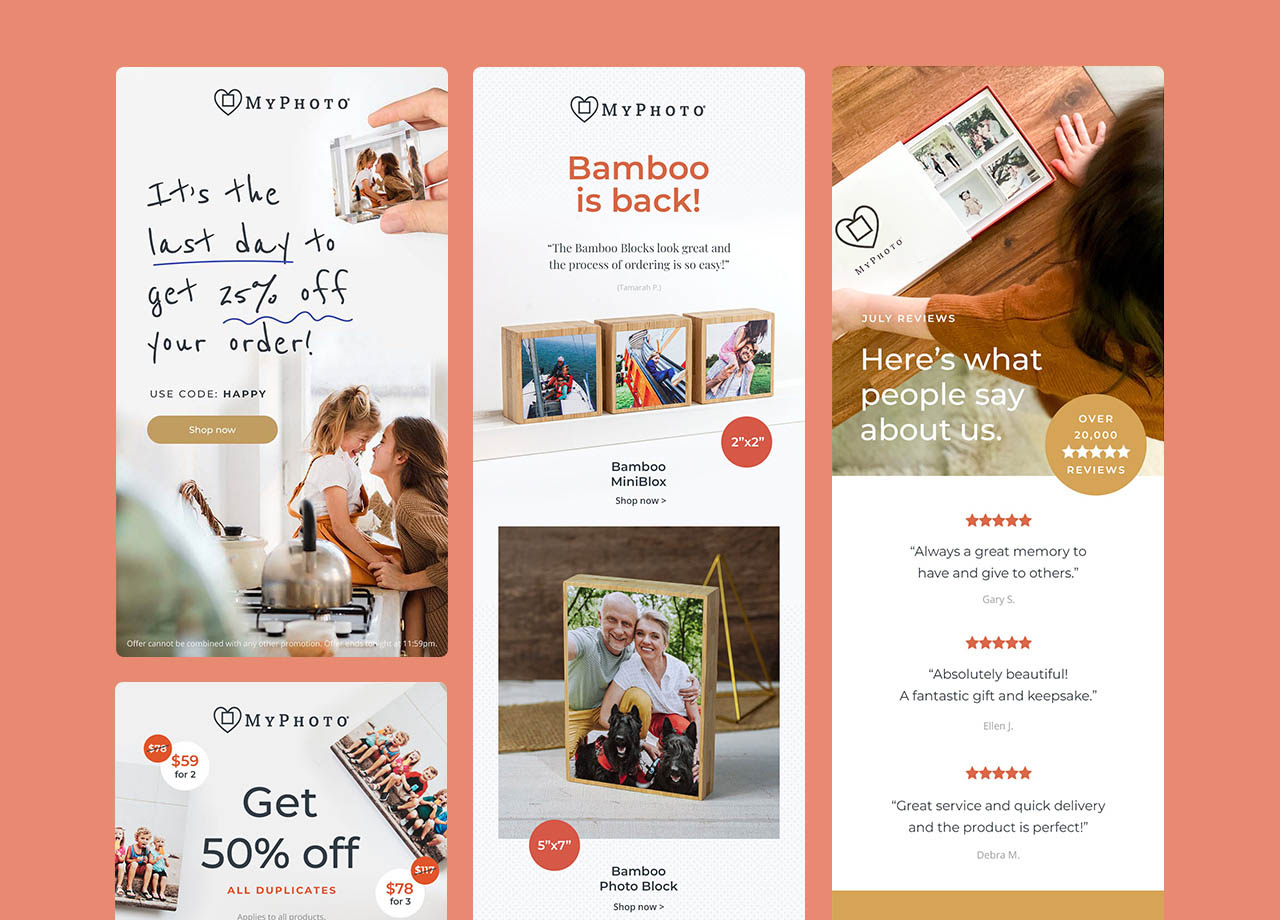 MYPHOTO
It's the
last day to
get 25% off
your order!
USE CODE: HAPPY
Shop now
Offer cannot be combined with any other promotion. Offer ends tonight at 11:59pm.
MYPHOTO
$78
$59
for 2
Get
50% off
ALL DUPLICATES
$117
$78
for 3
Applies to all products.
MYPHOTO
Bamboo
is back!
“The Bamboo Blocks look great and
the process of ordering is so easy!”
(Tamarah P.)
2”x2”
Bamboo
MiniBlox
Shop now >
5”x7”
Bamboo
Photo Block
Shop now >
MYPHOTO
JULY REVIEWS
Here’s what
people say
about us.
OVER
20,000
REVIEWS
“Always a great memory to
have and give to others.”
Gary S.
“Absolutely beautiful!
A fantastic gift and keepsake.”
Ellen J.
“Great service and quick delivery
and the product is perfect!”
Debra M.